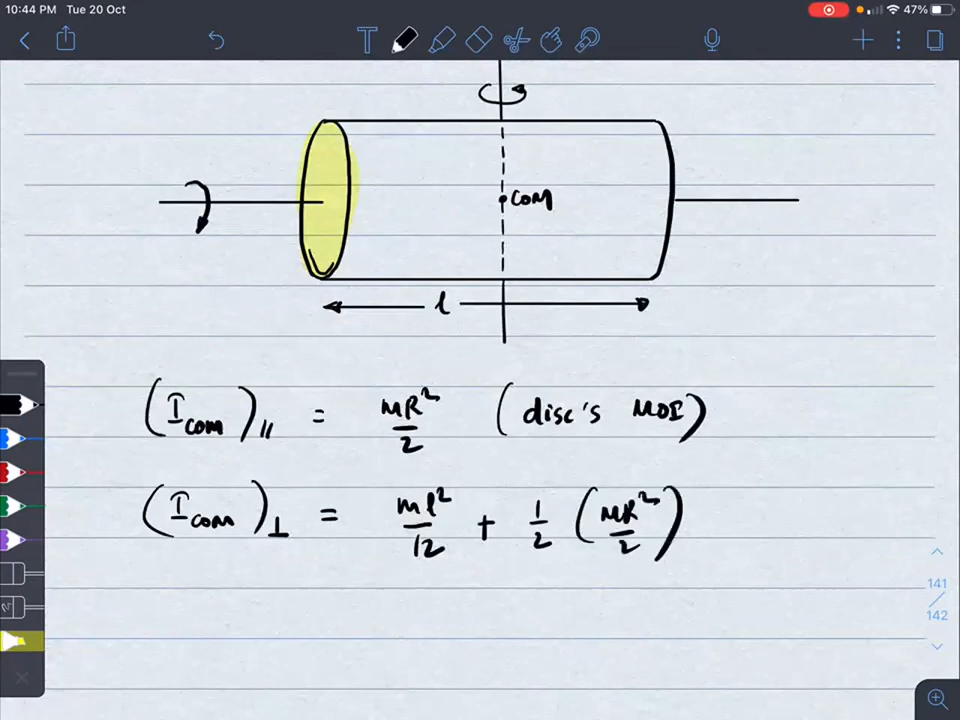 10:44 PM Tue 20 Oct 47%
T
COM
l
(I_com)_∥ = MR²/2 (disc's MOI)
(I_com)_⊥ = ml²/12 + 1/2 (MR²/2)
141
142